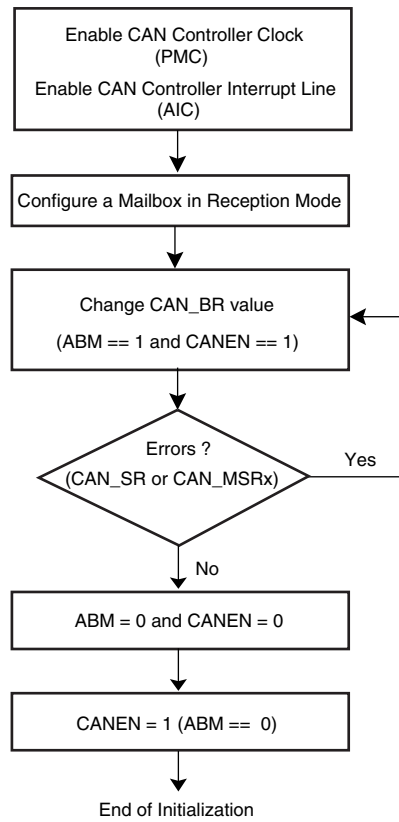 Enable CAN Controller Clock
(PMC)
Enable CAN Controller Interrupt Line
(AIC)
Configure a Mailbox in Reception Mode
Change CAN_BR value
(ABM == 1 and CANEN == 1)
Errors ?
(CAN_SR or CAN_MSRx)
Yes
No
ABM = 0 and CANEN = 0
CANEN = 1 (ABM == 0)
End of Initialization